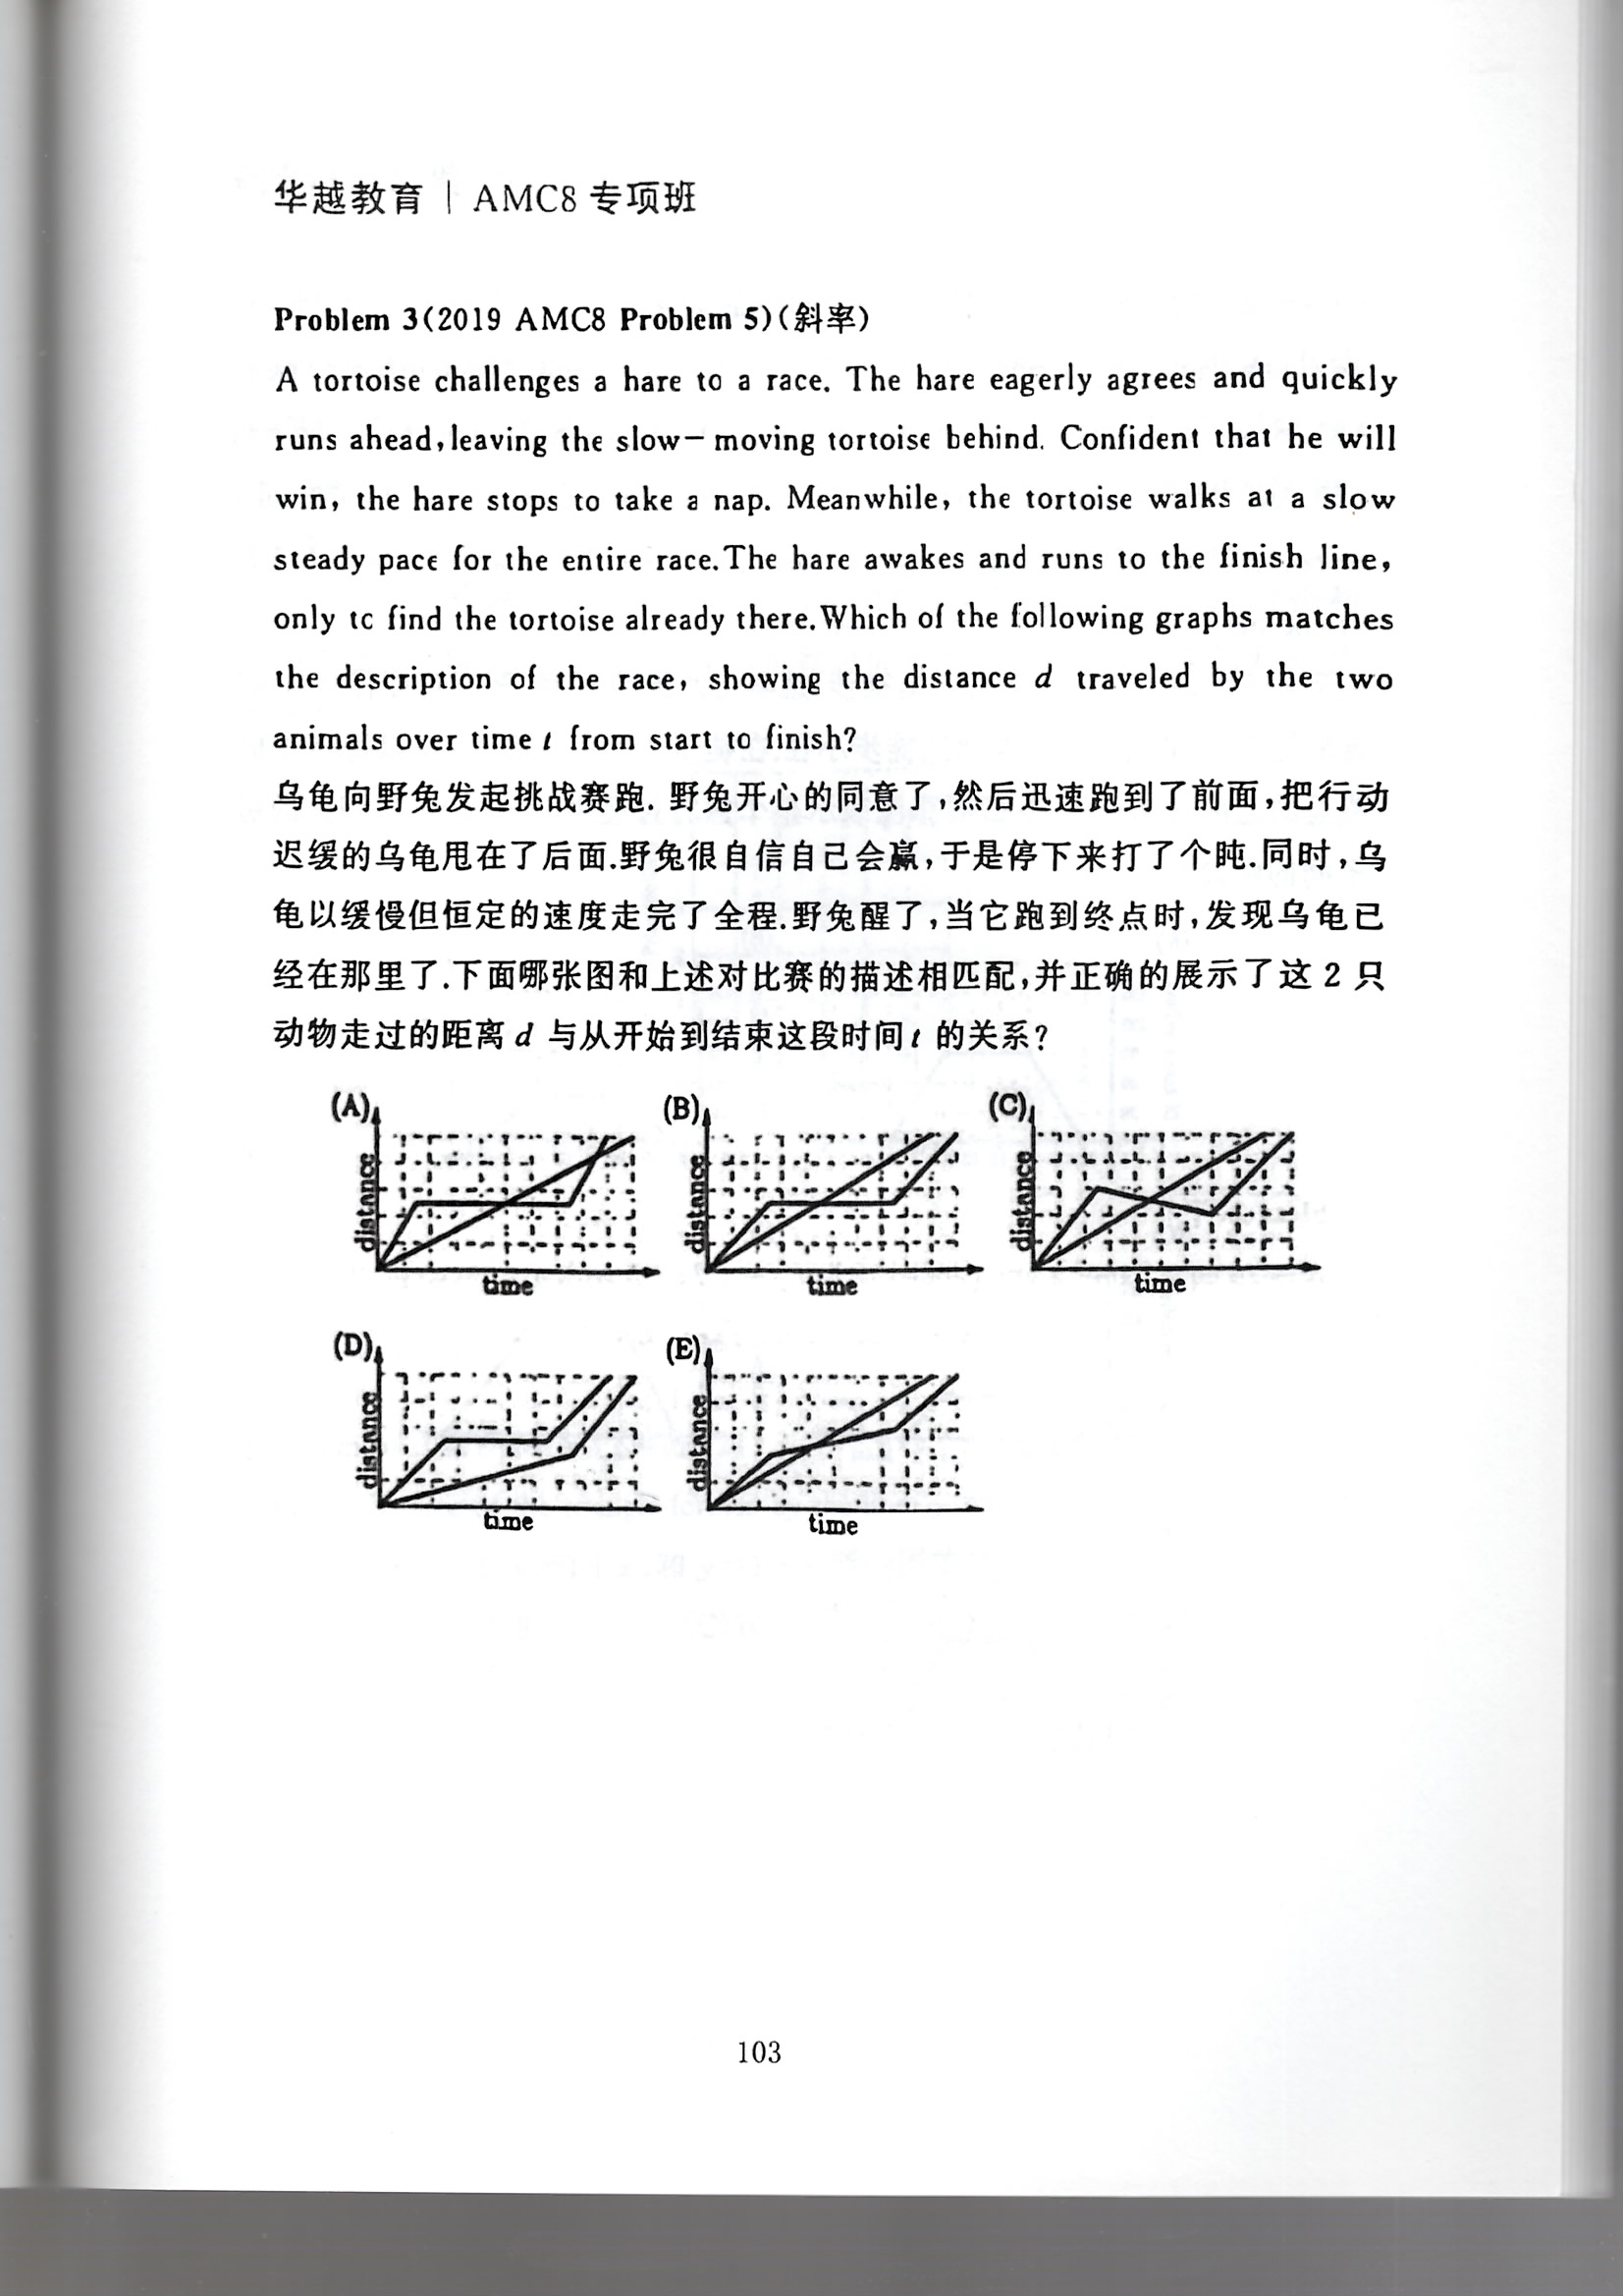 华越教育 | AMC8 专项班
Problem 3(2019 AMC8 Problem 5)(斜率)
A tortoise challenges a hare to a race. The hare eagerly agrees and quickly
runs ahead,leaving the slow- moving tortoise behind. Confident that he will
win, the hare stops to take a nap. Meanwhile, the tortoise walks at a slow
steady pace for the entire race.The hare awakes and runs to the finish line,
only to find the tortoise already there.Which of the following graphs matches
the description of the race, showing the distance d traveled by the two
animals over time t from start to finish?
乌龟向野兔发起挑战赛跑. 野兔开心的同意了,然后迅速跑到了前面,把行动
迟缓的乌龟甩在了后面.野兔很自信自己会赢,于是停下来打了个盹.同时,乌
龟以缓慢但恒定的速度走完了全程.野兔醒了,当它跑到终点时,发现乌龟已
经在那里了.下面哪张图和上述对比赛的描述相匹配,并正确的展示了这 2 只
动物走过的距离 d 与从开始到结束这段时间 t 的关系?
(A) (B) (C)
distance distance distance
time time time
(D) (E)
distance distance
time time
103